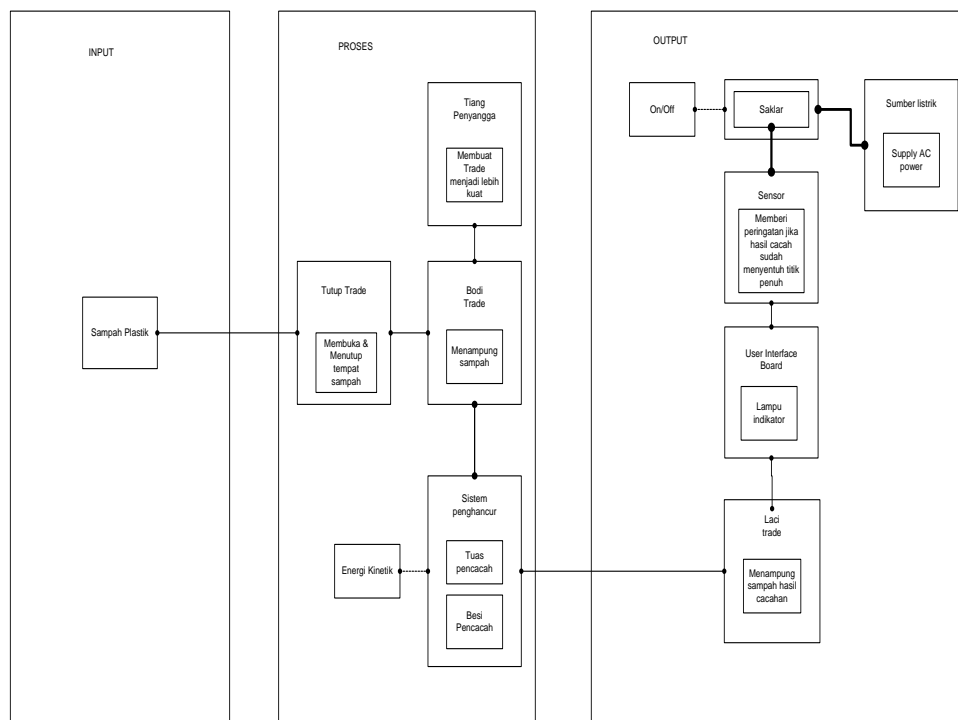 INPUT
Sampah Plastik
PROSES
Tiang
Penyangga
Membuat
Trade
menjadi lebih
kuat
Tutup Trade
Membuka &
Menutup
tempat
sampah
Bodi
Trade
Menampung
sampah
Energi Kinetik
Sistem
penghancur
Tuas
pencacah
Besi
Pencacah
OUTPUT
On/Off
Saklar
Sumber listrik
Supply AC
power
Sensor
Memberi
peringatan jika
hasil cacah
sudah
menyentuh titik
penuh
User Interface
Board
Lampu
indikator
Laci
trade
Menampung
sampah hasil
cacahan